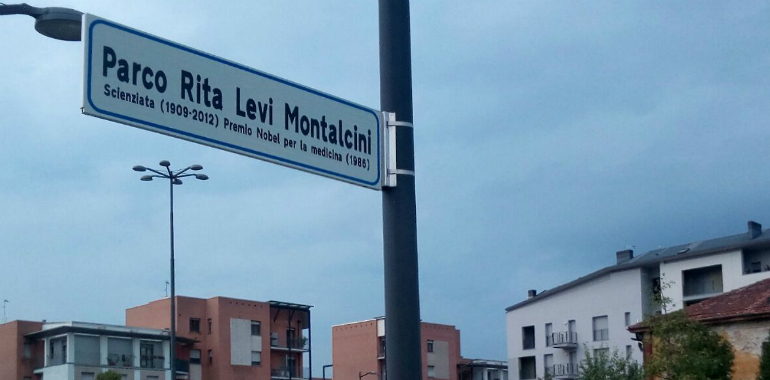 Parco Rita Levi Montalcini
Scienziata (1909-2012) Premio Nobel per la medicina (1986)